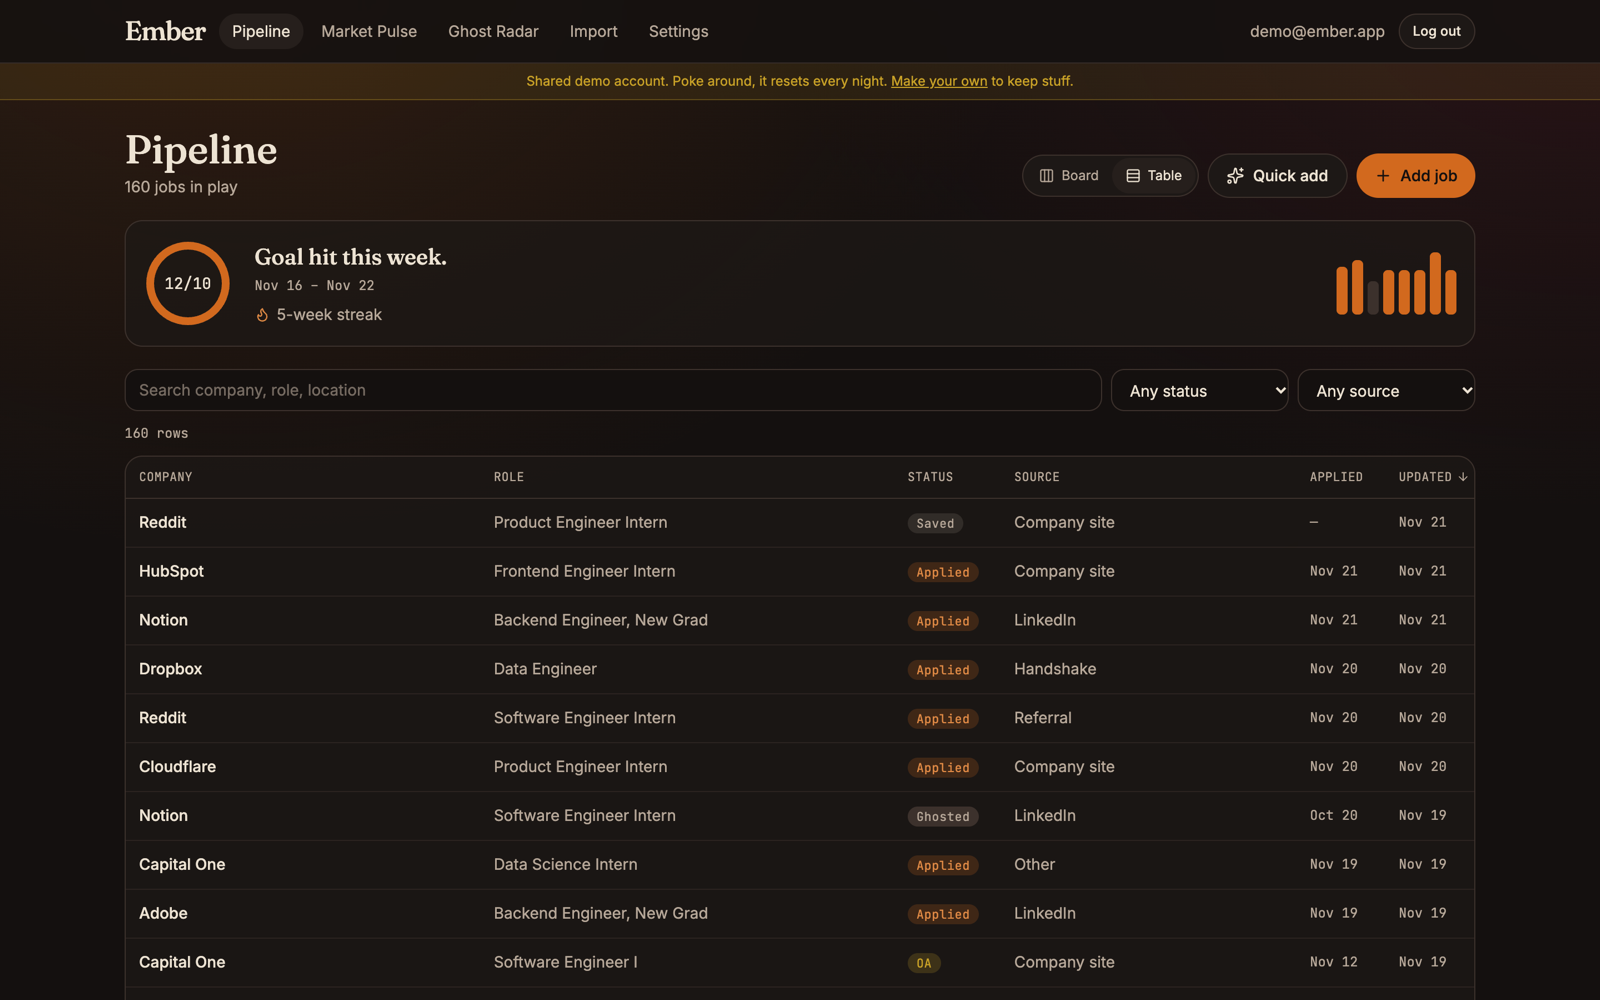 Ember Pipeline Market Pulse Ghost Radar Import Settings demo@ember.app Log out
Shared demo account. Poke around, it resets every night. Make your own to keep stuff.
Pipeline
160 jobs in play
Board Table Quick add + Add job
12/10
Goal hit this week.
Nov 16 – Nov 22
5-week streak
Search company, role, location Any status Any source
160 rows
COMPANY ROLE STATUS SOURCE APPLIED UPDATED ↓
Reddit Product Engineer Intern Saved Company site — Nov 21
HubSpot Frontend Engineer Intern Applied Company site Nov 21 Nov 21
Notion Backend Engineer, New Grad Applied LinkedIn Nov 21 Nov 21
Dropbox Data Engineer Applied Handshake Nov 20 Nov 20
Reddit Software Engineer Intern Applied Referral Nov 20 Nov 20
Cloudflare Product Engineer Intern Applied Company site Nov 20 Nov 20
Notion Software Engineer Intern Ghosted LinkedIn Oct 20 Nov 19
Capital One Data Science Intern Applied Other Nov 19 Nov 19
Adobe Backend Engineer, New Grad Applied LinkedIn Nov 19 Nov 19
Capital One Software Engineer I OA Company site Nov 12 Nov 19